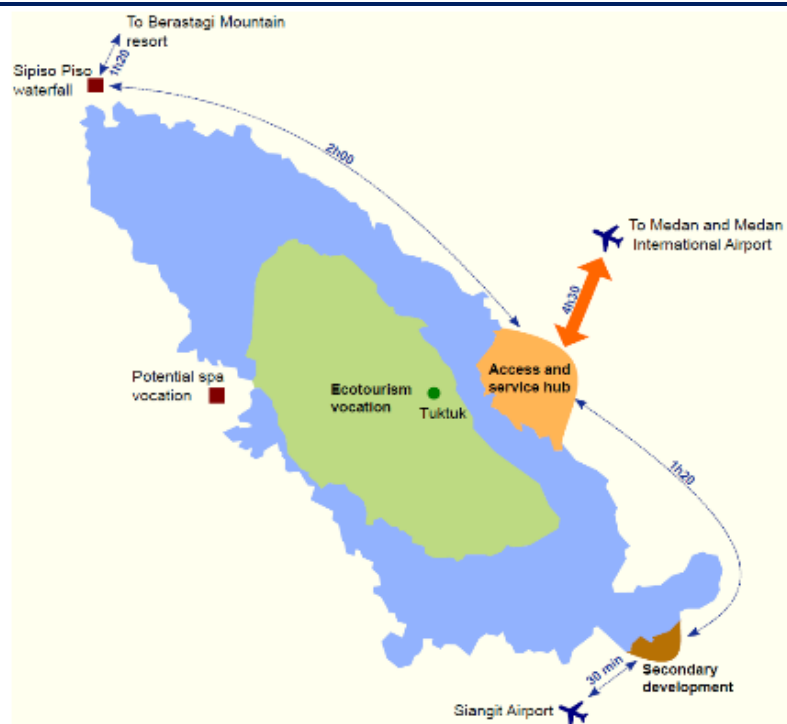 To Berastagi Mountain
resort
1h20
Sipiso Piso
waterfall
2h00
To Medan and Medan
International Airport
4h30
Access and
service hub
Potential spa
vocation
Ecotourism
vocation
Tuktuk
1h20
30 min
Secondary
development
Siangit Airport